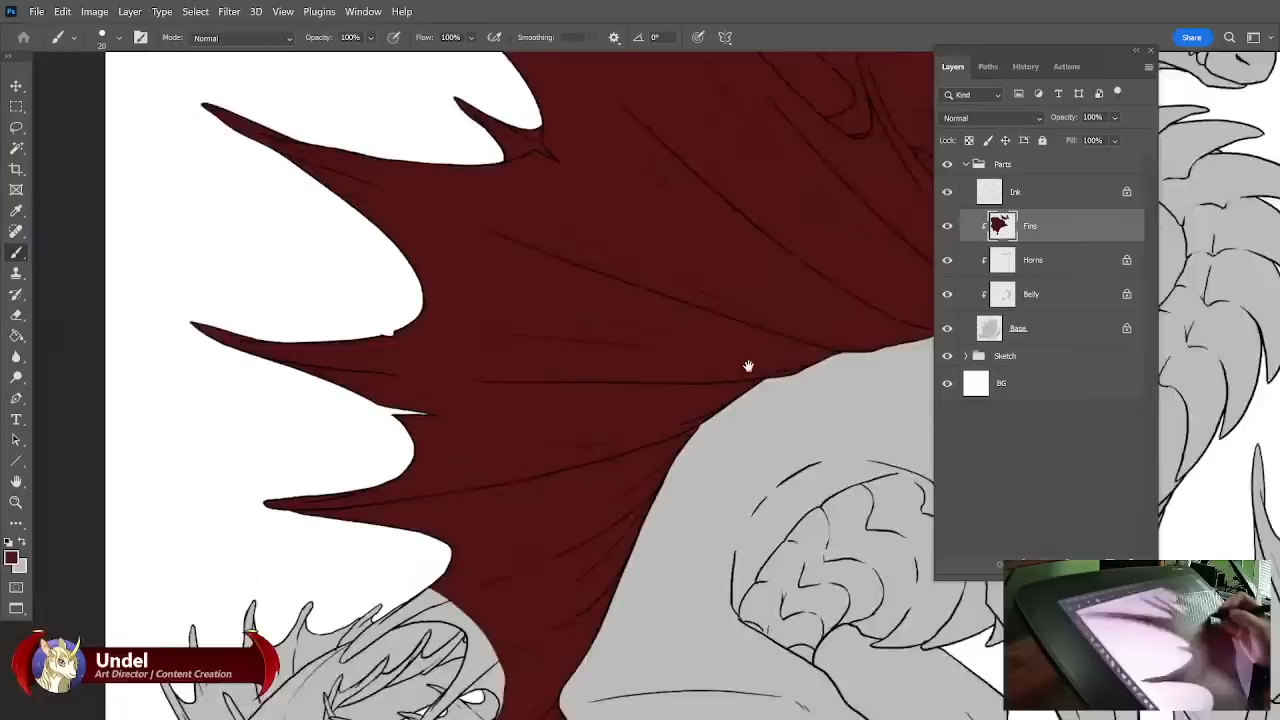 Ps File Edit Image Layer Type Select Filter 3D View Plugins Window Help
20 Mode: Normal Opacity: 100% Flow: 100% Smoothing: 0° Share
Layers Paths History Actions
Kind
Normal Opacity: 100%
Lock: Fill: 100%
Parts
Ink
Fins
Horns
Belly
Base
Sketch
BG
Undel
Art Director | Content Creation